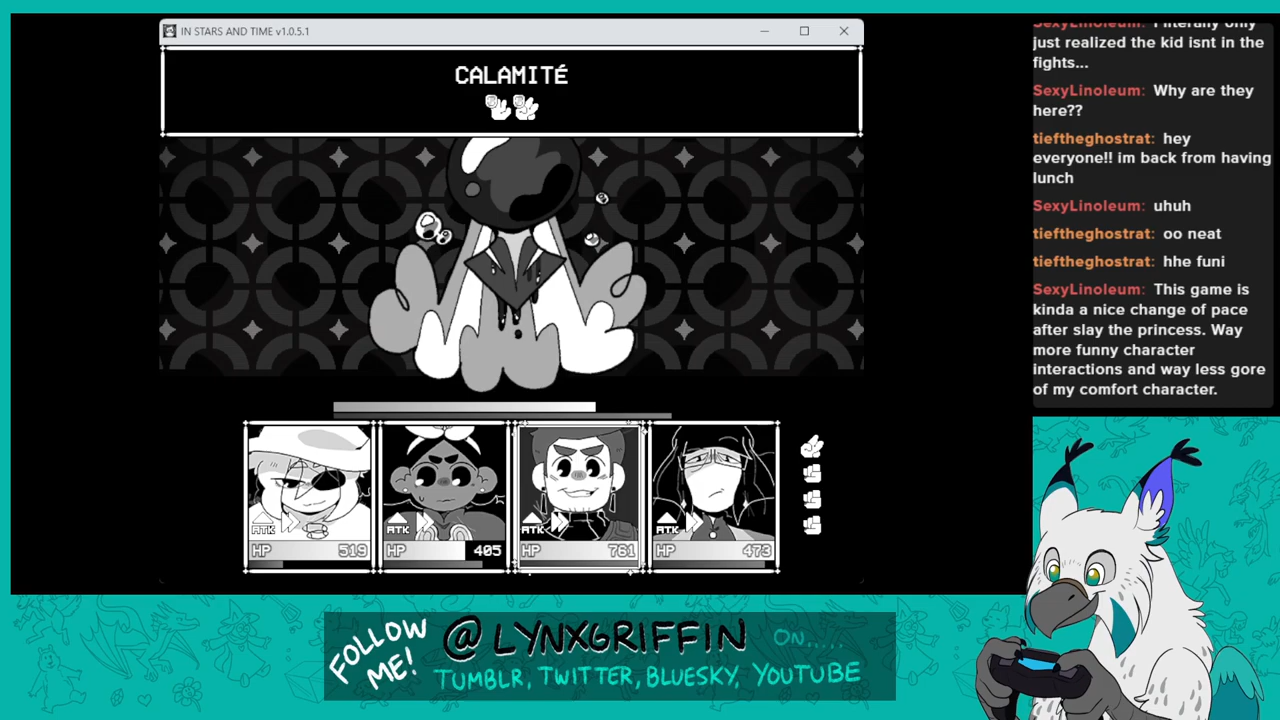 IN STARS AND TIME v1.0.5.1
CALAMITÉ
ATK
HP 519
ATK
HP 405
ATK
HP 781
ATK
HP 473
SexyLinoleum: I literally only
just realized the kid isnt in the
fights...
SexyLinoleum: Why are they
here??
tieftheghostrat: hey
everyone!! im back from having
lunch
SexyLinoleum: uhuh
tieftheghostrat: oo neat
tieftheghostrat: hhe funi
SexyLinoleum: This game is
kinda a nice change of pace
after slay the princess. Way
more funny character
interactions and way less gore
of my comfort character.
FOLLOW
ME!
@LYNXGRIFFIN ON.....
TUMBLR, TWITTER, BLUESKY, YOUTUBE